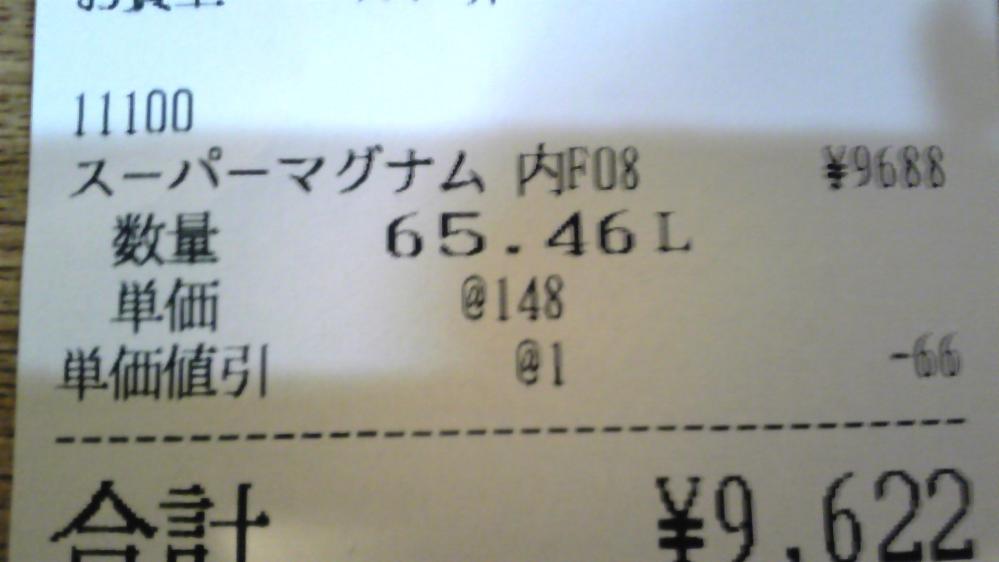 11100
スーパーマグナム 内F08 ¥9688
数量 65.46L
単価 @148
単価値引 @1 -66
合計 ¥9,622